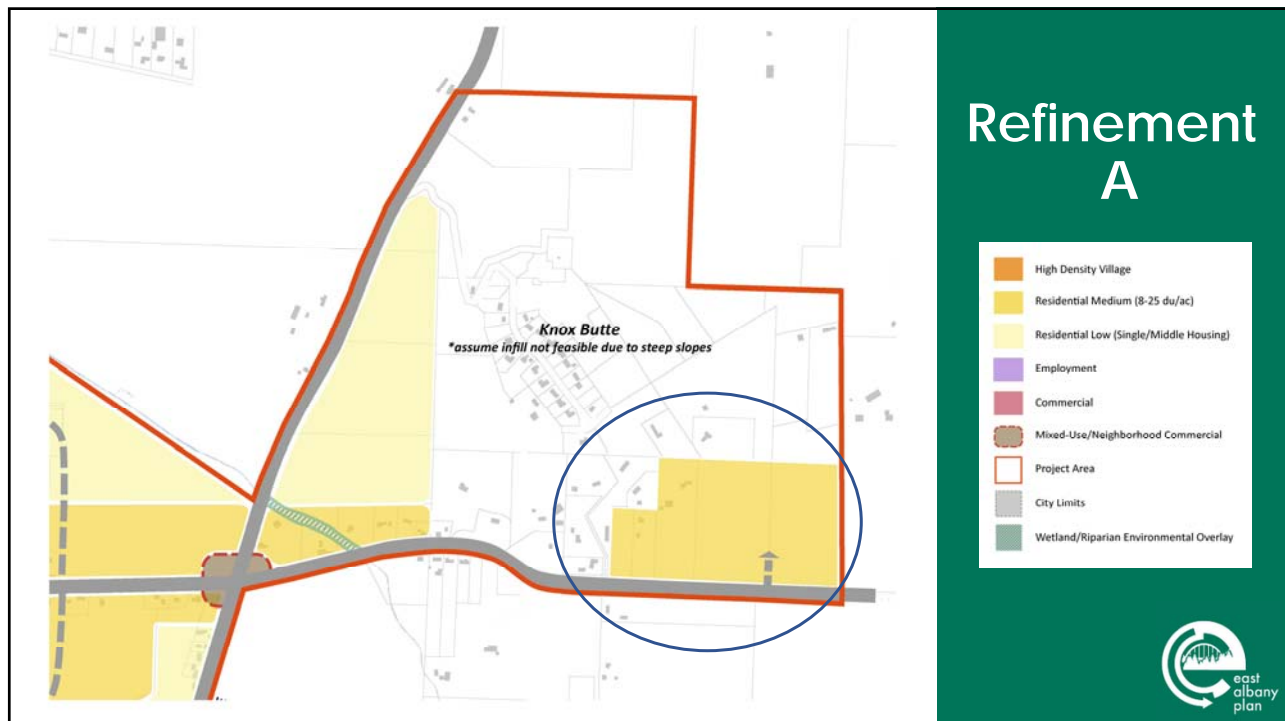 Knox Butte
*assume infill not feasible due to steep slopes
Refinement
A
High Density Village
Residential Medium (8-25 du/ac)
Residential Low (Single/Middle Housing)
Employment
Commercial
Mixed-Use/Neighborhood Commercial
Project Area
City Limits
Wetland/Riparian Environmental Overlay
east
albany
plan